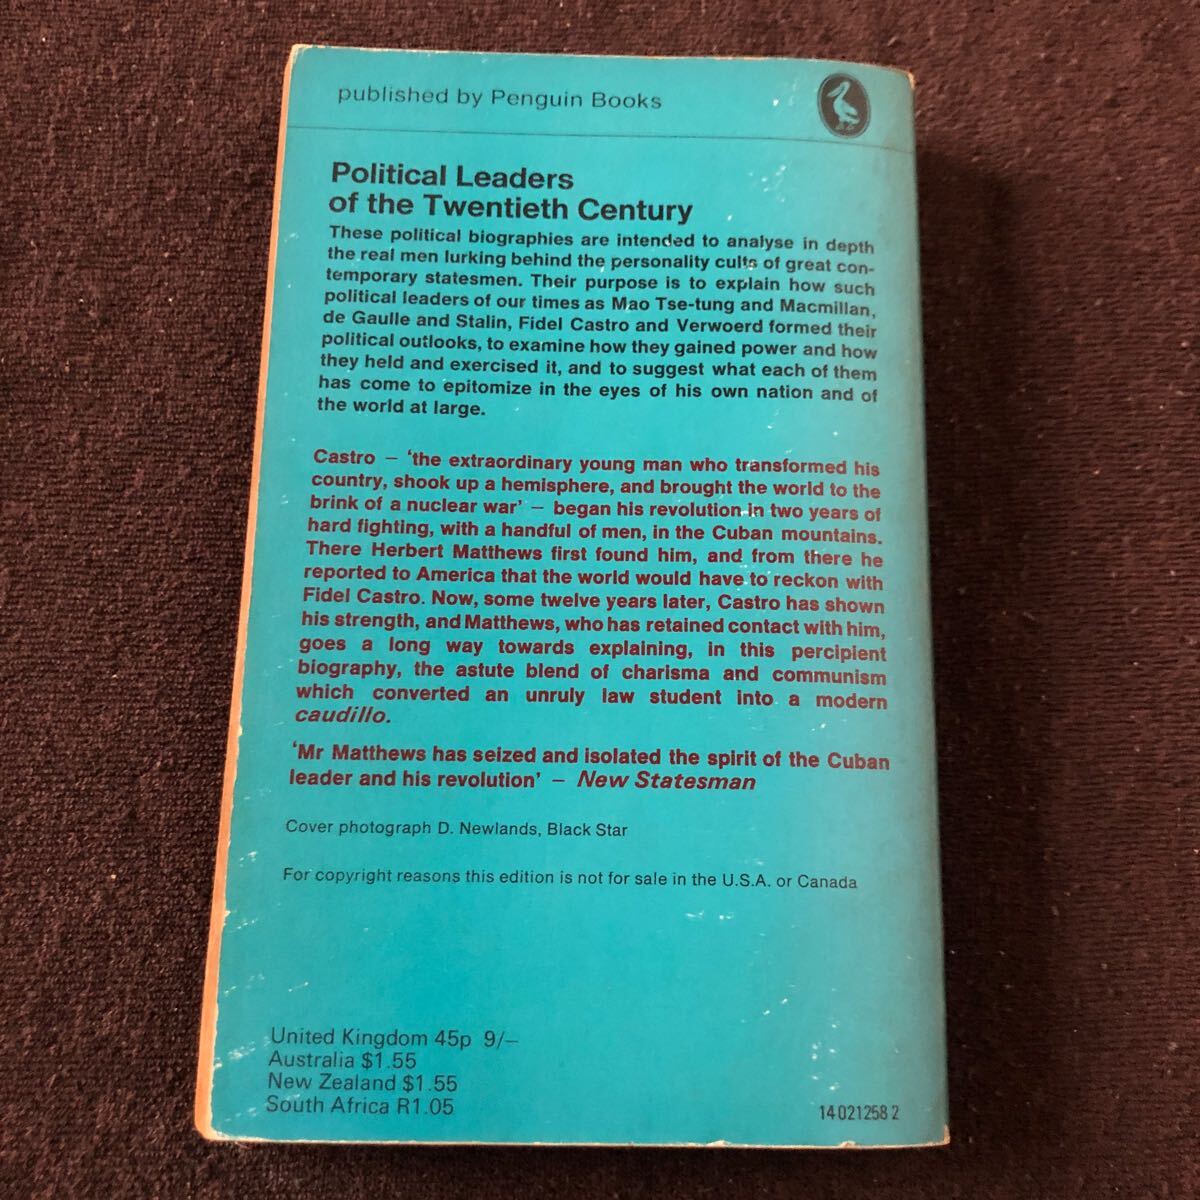 published by Penguin Books
Political Leaders
of the Twentieth Century
These political biographies are intended to analyse in depth
the real men lurking behind the personality cults of great con-
temporary statesmen. Their purpose is to explain how such
political leaders of our times as Mao Tse-tung and Macmillan,
de Gaulle and Stalin, Fidel Castro and Verwoerd formed their
political outlooks, to examine how they gained power and how
they held and exercised it, and to suggest what each of them
has come to epitomize in the eyes of his own nation and of
the world at large.
Castro – 'the extraordinary young man who transformed his
country, shook up a hemisphere, and brought the world to the
brink of a nuclear war' – began his revolution in two years of
hard fighting, with a handful of men, in the Cuban mountains.
There Herbert Matthews first found him, and from there he
reported to America that the world would have to reckon with
Fidel Castro. Now, some twelve years later, Castro has shown
his strength, and Matthews, who has retained contact with him,
goes a long way towards explaining, in this percipient
biography, the astute blend of charisma and communism
which converted an unruly law student into a modern
caudillo.
'Mr Matthews has seized and isolated the spirit of the Cuban
leader and his revolution' – New Statesman
Cover photograph D. Newlands, Black Star
For copyright reasons this edition is not for sale in the U.S.A. or Canada
United Kingdom 45p 9/–
Australia $1.55
New Zealand $1.55
South Africa R1.05
14 021258 2